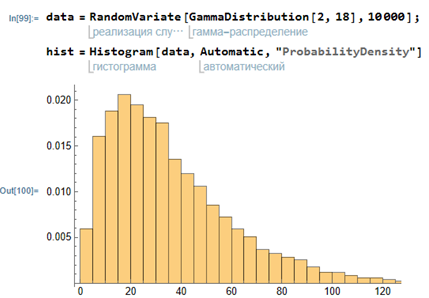 In[99]:= data = RandomVariate[GammaDistribution[2, 18], 10000];
реализация слу⋯ гамма-распределение
hist = Histogram[data, Automatic, "ProbabilityDensity"]
гистограмма автоматический
0.020
0.015
Out[100]= 0.010
0.005
0 20 40 60 80 100 120